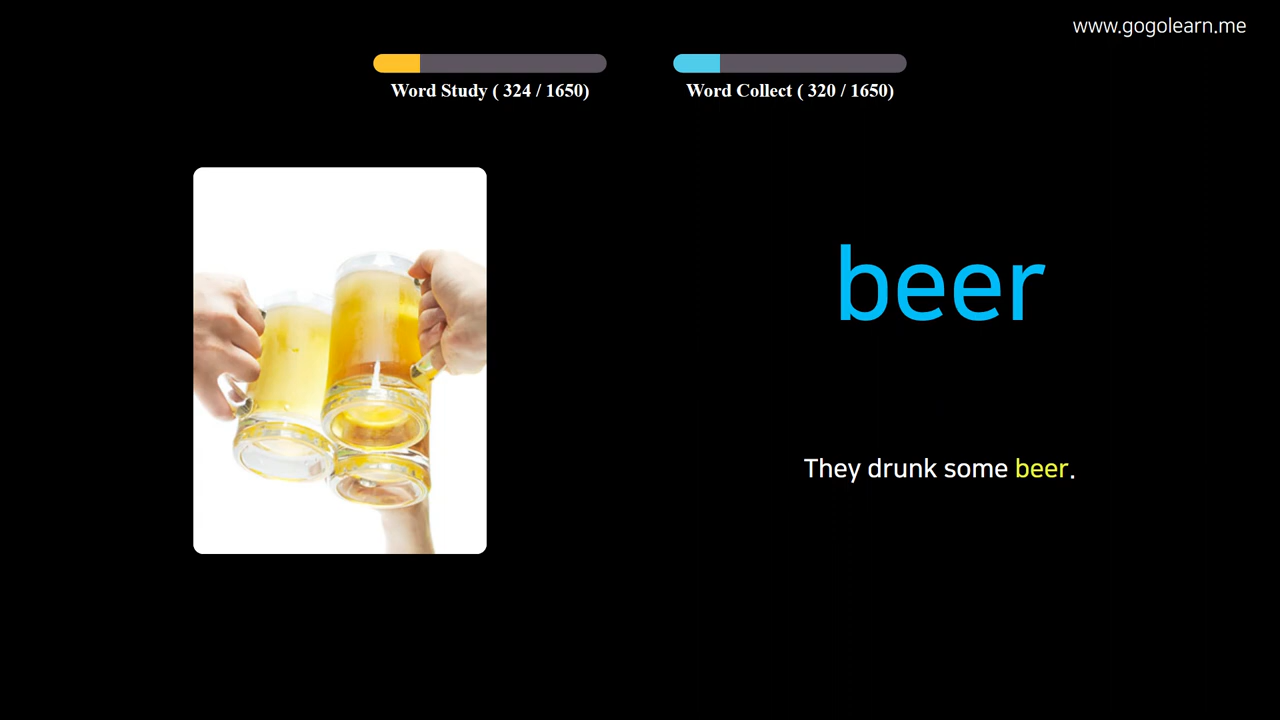 www.gogolearn.me
Word Study ( 324 / 1650)
Word Collect ( 320 / 1650)
beer
They drunk some beer.